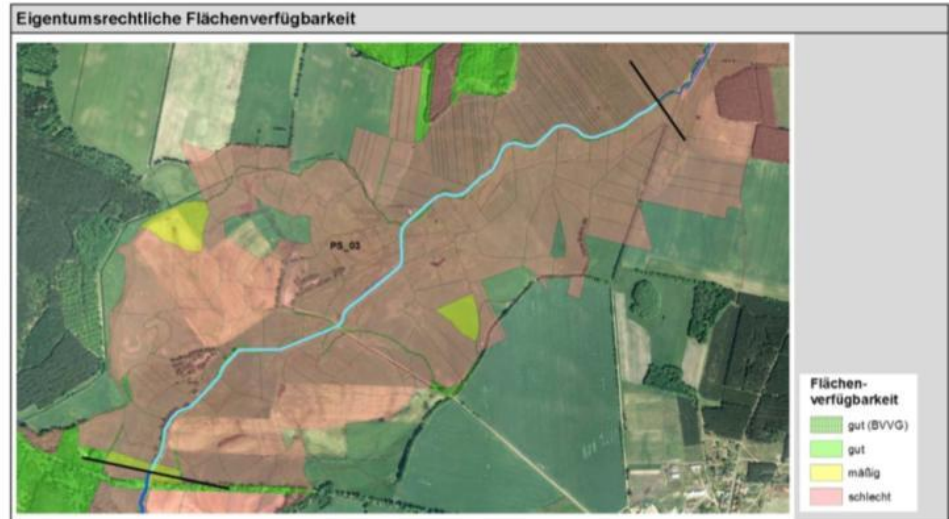 Eigentumsrechtliche Flächenverfügbarkeit
PS_03
Flächen-
verfügbarkeit
gut (BVVG)
gut
mäßig
schlecht